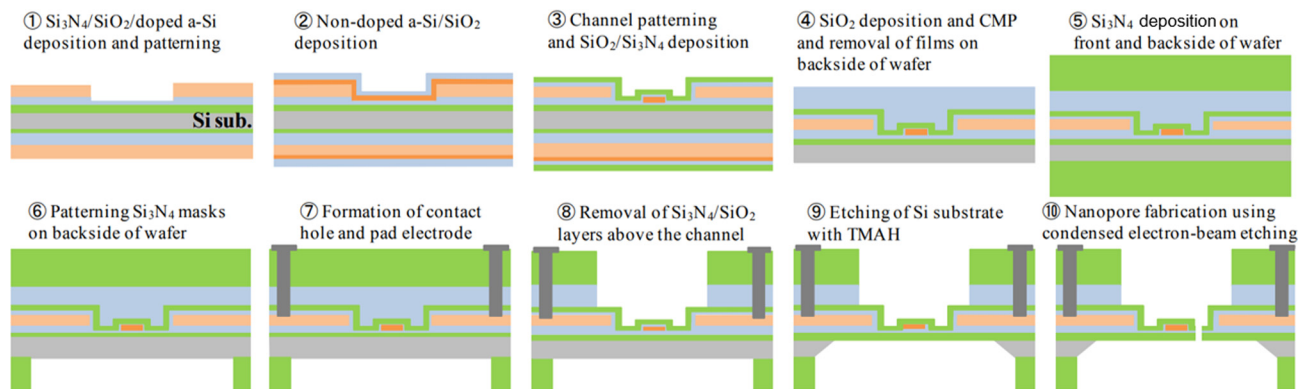 ① Si₃N₄/SiO₂/doped a-Si
deposition and patterning
② Non-doped a-Si/SiO₂
deposition
③ Channel patterning
and SiO₂/Si₃N₄ deposition
④ SiO₂ deposition and CMP
and removal of films on
backside of wafer
⑤ Si₃N₄ deposition on
front and backside of wafer
Si sub.
⑥ Patterning Si₃N₄ masks
on backside of wafer
⑦ Formation of contact
hole and pad electrode
⑧ Removal of Si₃N₄/SiO₂
layers above the channel
⑨ Etching of Si substrate
with TMAH
⑩ Nanopore fabrication using
condensed electron-beam etching